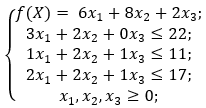 f(X) = 6x₁ + 8x₂ + 2x₃;
3x₁ + 2x₂ + 0x₃ ≤ 22;
1x₁ + 2x₂ + 1x₃ ≤ 11;
2x₁ + 2x₂ + 1x₃ ≤ 17;
x₁, x₂, x₃ ≥ 0;